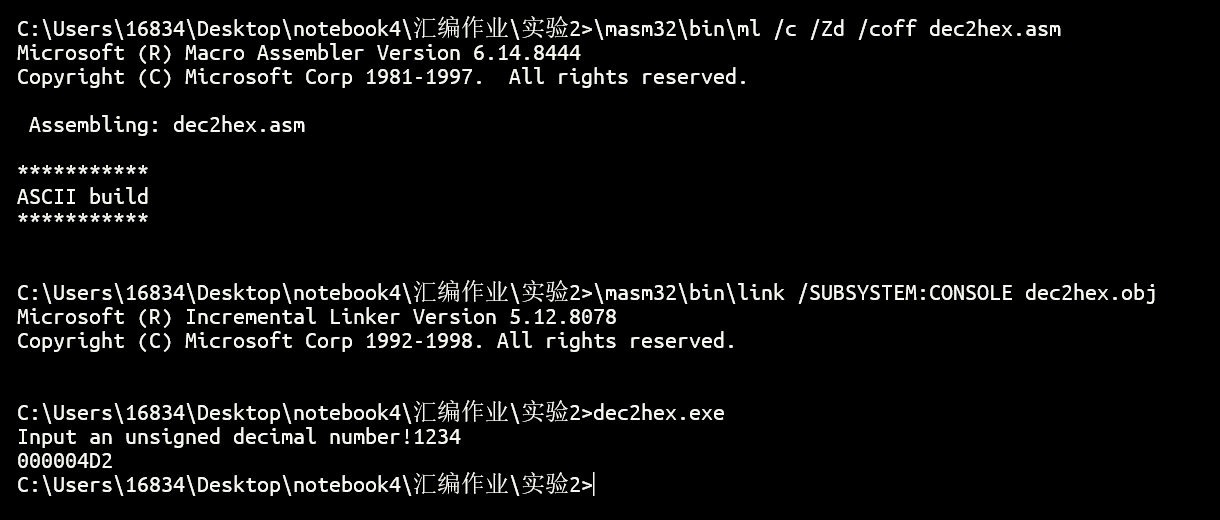 C:\Users\16834\Desktop\notebook4\汇编作业\实验2>\masm32\bin\ml /c /Zd /coff dec2hex.asm
Microsoft (R) Macro Assembler Version 6.14.8444
Copyright (C) Microsoft Corp 1981-1997.  All rights reserved.
 Assembling: dec2hex.asm
***********
ASCII build
***********
C:\Users\16834\Desktop\notebook4\汇编作业\实验2>\masm32\bin\link /SUBSYSTEM:CONSOLE dec2hex.obj
Microsoft (R) Incremental Linker Version 5.12.8078
Copyright (C) Microsoft Corp 1992-1998. All rights reserved.
C:\Users\16834\Desktop\notebook4\汇编作业\实验2>dec2hex.exe
Input an unsigned decimal number!1234
000004D2
C:\Users\16834\Desktop\notebook4\汇编作业\实验2>